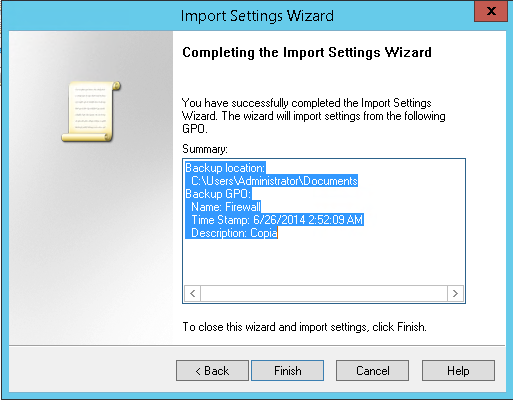 Import Settings Wizard
x
Completing the Import Settings Wizard
You have successfully completed the Import Settings
Wizard. The wizard will import settings from the following
GPO.
Summary:
Backup location:
C:\Users\Administrator\Documents
Backup GPO:
Name: Firewall
Time Stamp: 6/26/2014 2:52:09 AM
Description: Copia
To close this wizard and import settings, click Finish.
< Back
Finish
Cancel
Help